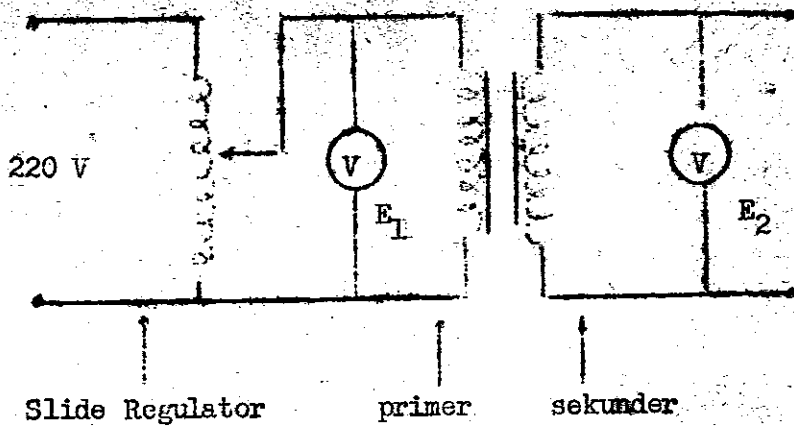 220 V
V
E1
V
E2
Slide Regulator
primer
sekunder